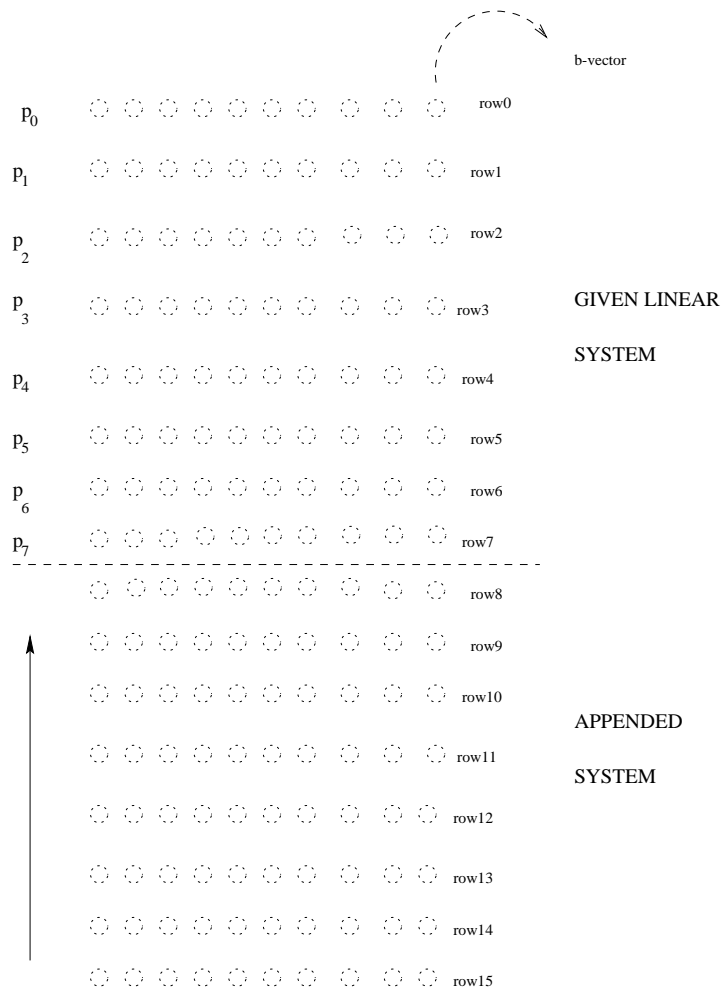 b-vector
p0 row0
p1 row1
p2 row2
p3 row3
GIVEN LINEAR
SYSTEM
p4 row4
p5 row5
p6 row6
p7 row7
row8
row9
row10
APPENDED
row11
SYSTEM
row12
row13
row14
row15